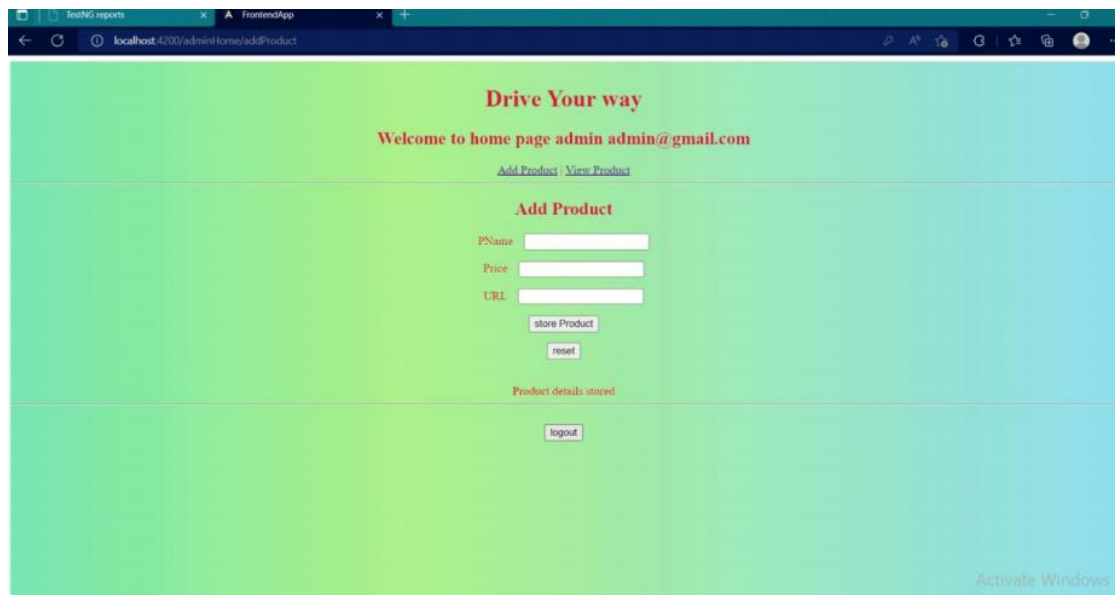 TestNG reports
FrontendApp
localhost:4200/adminHome/addProduct
Drive Your way
Welcome to home page admin admin@gmail.com
Add Product | View Product
Add Product
PName
Price
URL
store Product
reset
Product details stored
logout
Activate Windows